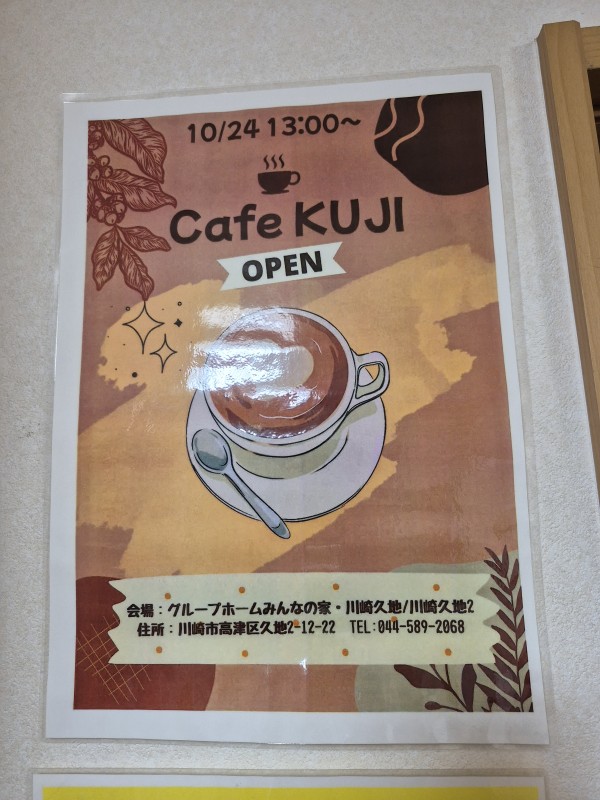 10/24 13:00～
Cafe KUJI
OPEN
会場：グループホームみんなの家・川崎久地/川崎久地2
住所：川崎市高津区久地2-12-22 TEL:044-589-2068